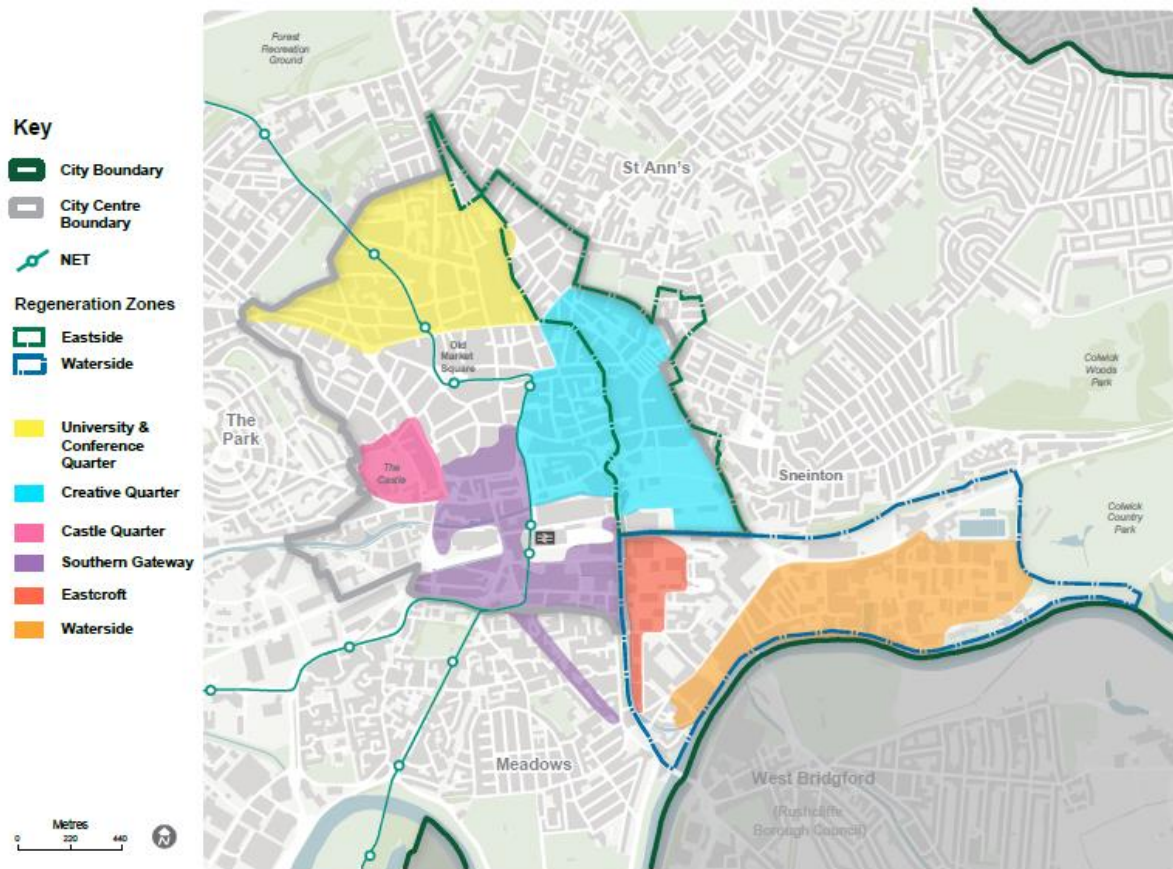 Key
City Boundary
City Centre
Boundary
NET
Regeneration Zones
Eastside
Waterside
University &
Conference
Quarter
Creative Quarter
Castle Quarter
Southern Gateway
Eastcroft
Waterside
Metres
0 220 440
N
Forest
Recreation
Ground
St Ann's
Old
Market
Square
The
Park
The
Castle
Sneinton
Colwick
Woods
Park
Colwick
Country
Park
Meadows
West Bridgford
(Rushcliffe
Borough Council)